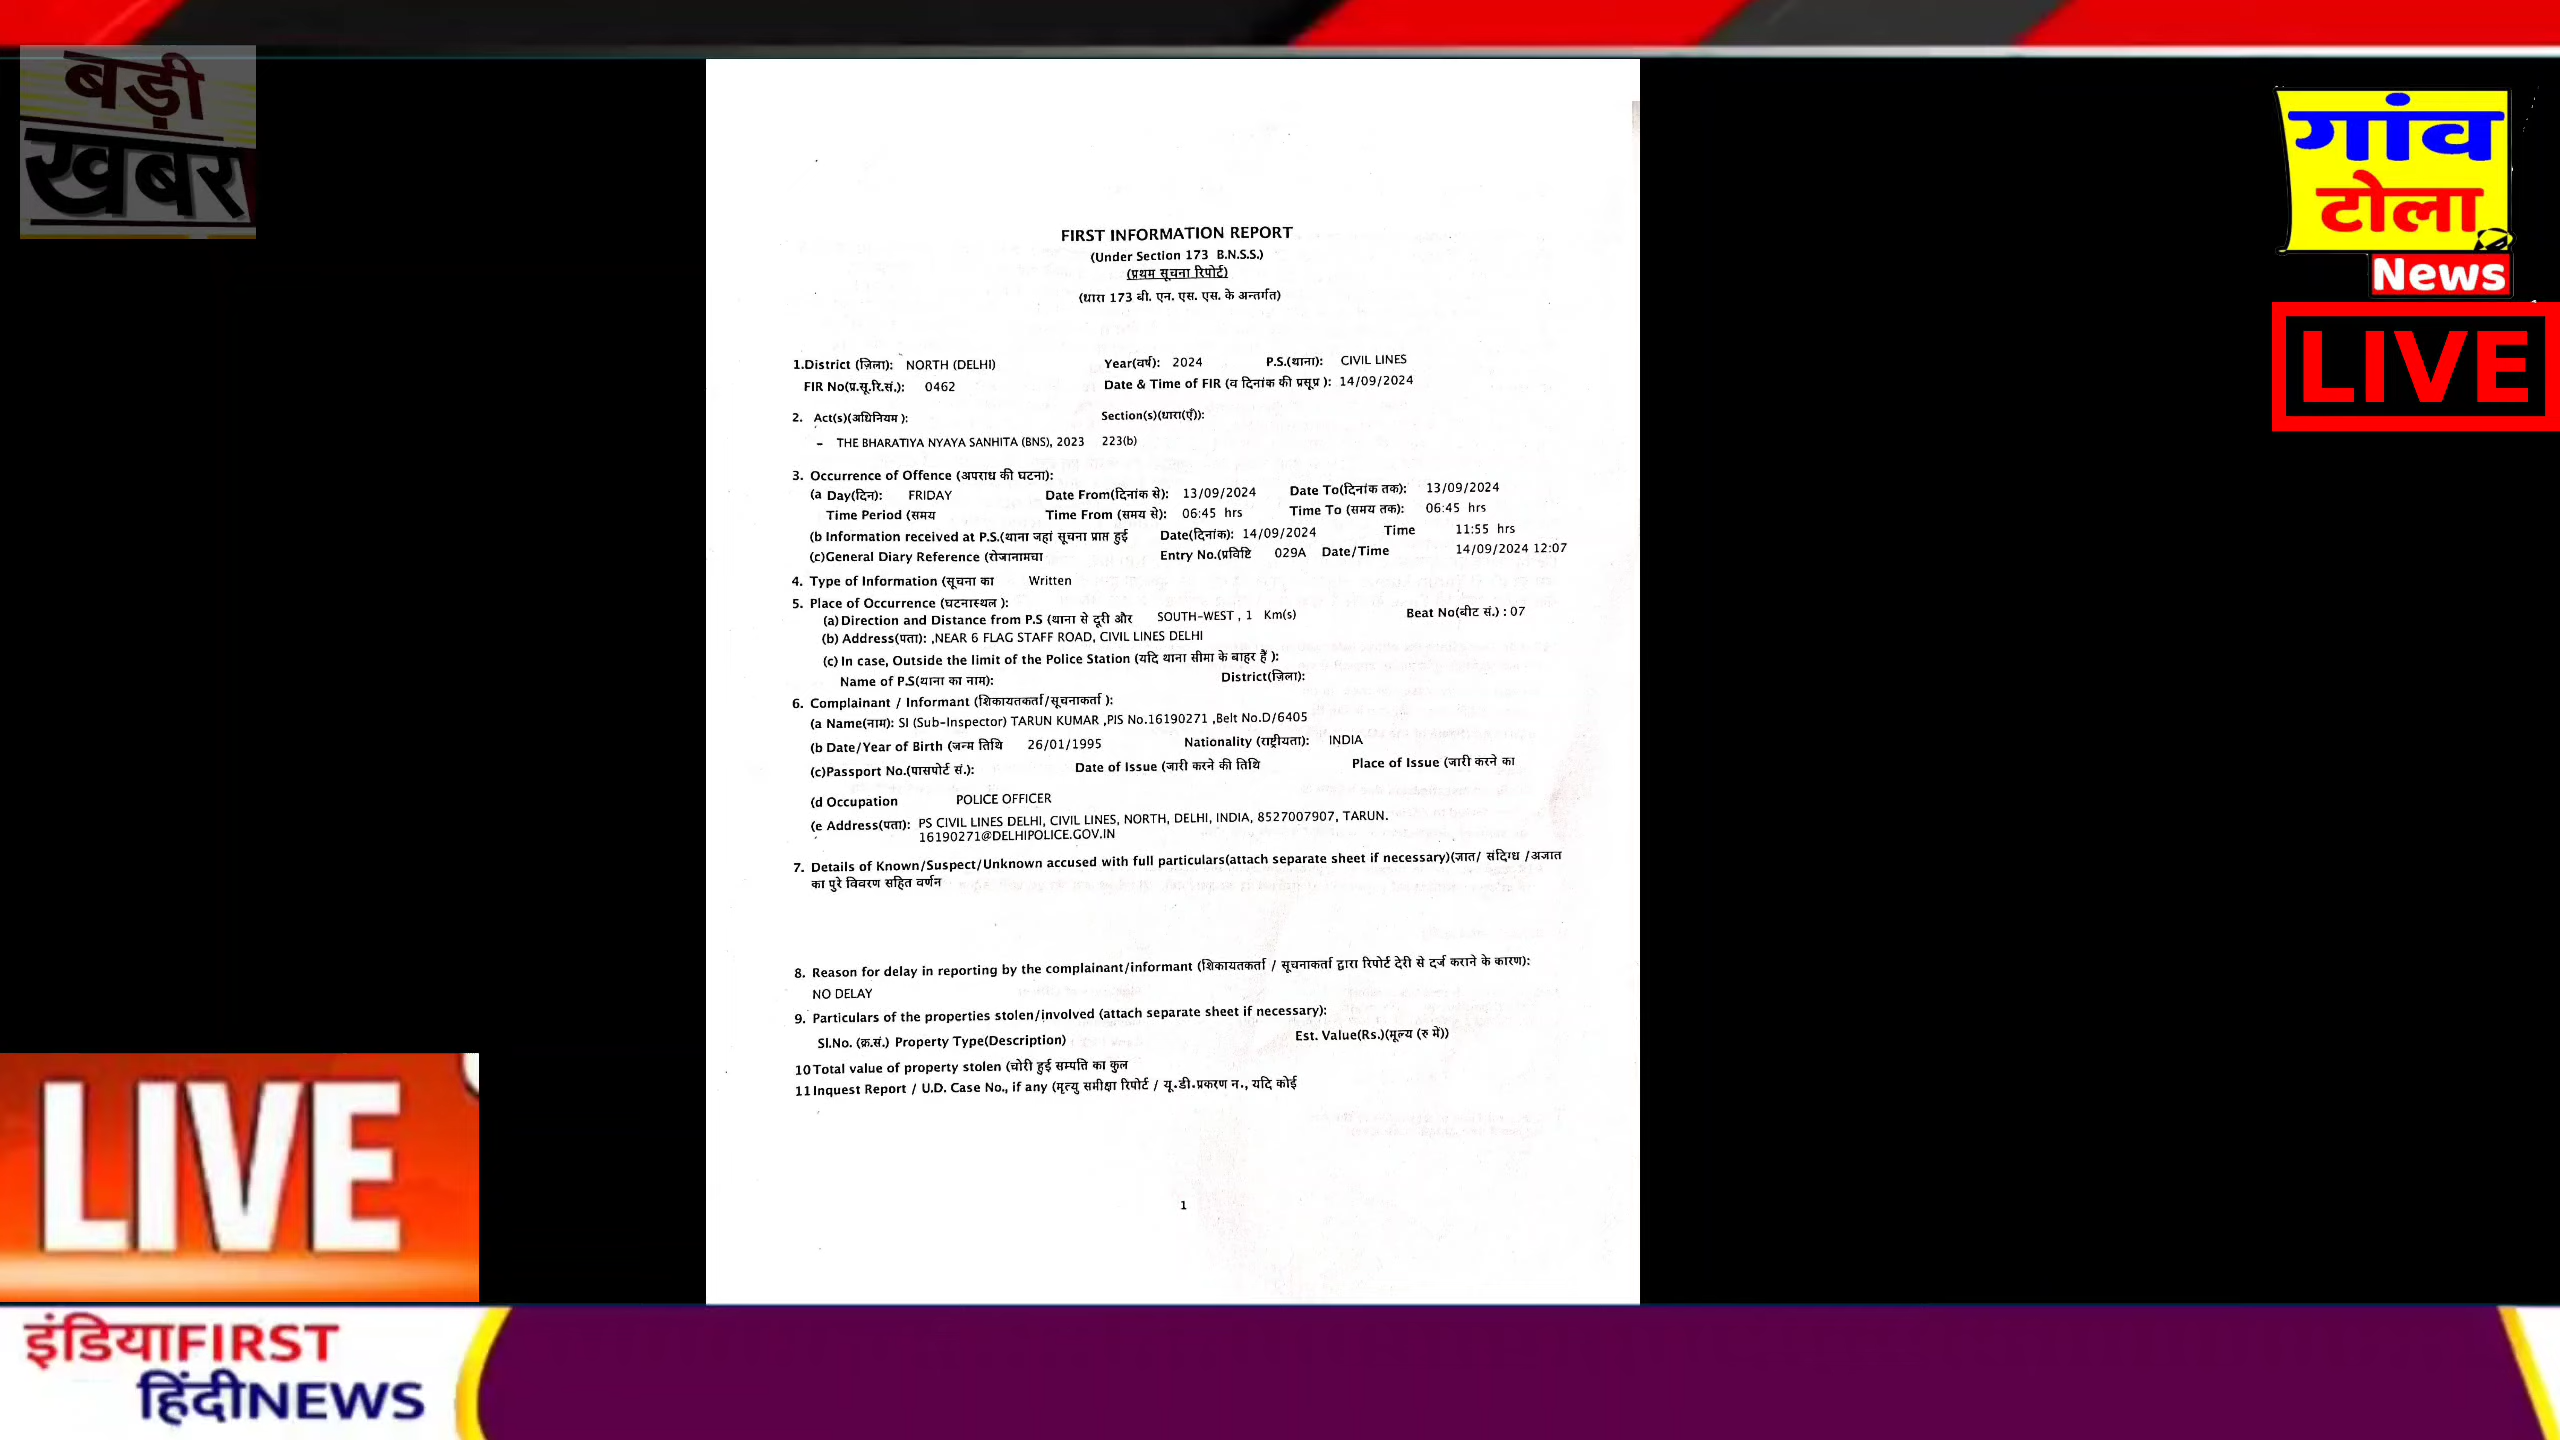 बड़ी
खबर
गांव
टोला
News
LIVE
FIRST INFORMATION REPORT
(Under Section 173 B.N.S.S.)
(प्रथम सूचना रिपोर्ट)
(धारा 173 बी. एन. एस. एस. के अन्तर्गत)
1.District (ज़िला): NORTH (DELHI) Year(वर्ष): 2024 P.S.(थाना): CIVIL LINES
FIR No(प्र.सू.रि.सं.): 0462 Date & Time of FIR (व दिनांक की प्रसूप्र ): 14/09/2024
2. Act(s)(अधिनियम ): Section(s)(धारा(एँ)):
– THE BHARATIYA NYAYA SANHITA (BNS), 2023 223(b)
3. Occurrence of Offence (अपराध की घटना):
(a Day(दिन): FRIDAY Date From(दिनांक से): 13/09/2024 Date To(दिनांक तक): 13/09/2024
Time Period (समय Time From (समय से): 06:45 hrs Time To (समय तक): 06:45 hrs
(b Information received at P.S.(थाना जहां सूचना प्राप्त हुई Date(दिनांक): 14/09/2024 Time 11:55 hrs
(c)General Diary Reference (रोजानामचा Entry No.(प्रविष्टि 029A Date/Time 14/09/2024 12:07
4. Type of Information (सूचना का Written
5. Place of Occurrence (घटनास्थल ):
(a) Direction and Distance from P.S (थाना से दूरी और SOUTH-WEST , 1 Km(s) Beat No(बीट सं.) : 07
(b) Address(पता): ,NEAR 6 FLAG STAFF ROAD, CIVIL LINES DELHI
(c) In case, Outside the limit of the Police Station (यदि थाना सीमा के बाहर हैं ):
Name of P.S(थाना का नाम): District(ज़िला):
6. Complainant / Informant (शिकायतकर्ता/सूचनाकर्ता ):
(a Name(नाम): SI (Sub-Inspector) TARUN KUMAR ,PIS No.16190271 ,Belt No.D/6405
(b Date/Year of Birth (जन्म तिथि 26/01/1995 Nationality (राष्ट्रीयता): INDIA
(c)Passport No.(पासपोर्ट सं.): Date of Issue (जारी करने की तिथि Place of Issue (जारी करने का
(d Occupation POLICE OFFICER
(e Address(पता): PS CIVIL LINES DELHI, CIVIL LINES, NORTH, DELHI, INDIA, 8527007907, TARUN.
16190271@DELHIPOLICE.GOV.IN
7. Details of Known/Suspect/Unknown accused with full particulars(attach separate sheet if necessary)(ज्ञात/ संदिग्ध /अज्ञात
का पुरे विवरण सहित वर्णन
8. Reason for delay in reporting by the complainant/informant (शिकायतकर्ता / सूचनाकर्ता द्वारा रिपोर्ट देरी से दर्ज कराने के कारण):
NO DELAY
9. Particulars of the properties stolen/involved (attach separate sheet if necessary):
Sl.No. (क्र.सं.) Property Type(Description) Est. Value(Rs.)(मूल्य (रु में))
10 Total value of property stolen (चोरी हुई सम्पत्ति का कुल
11 Inquest Report / U.D. Case No., if any (मृत्यु समीक्षा रिपोर्ट / यू.डी.प्रकरण न., यदि कोई
1
LIVE
इंडियाFIRST
हिंदीNEWS